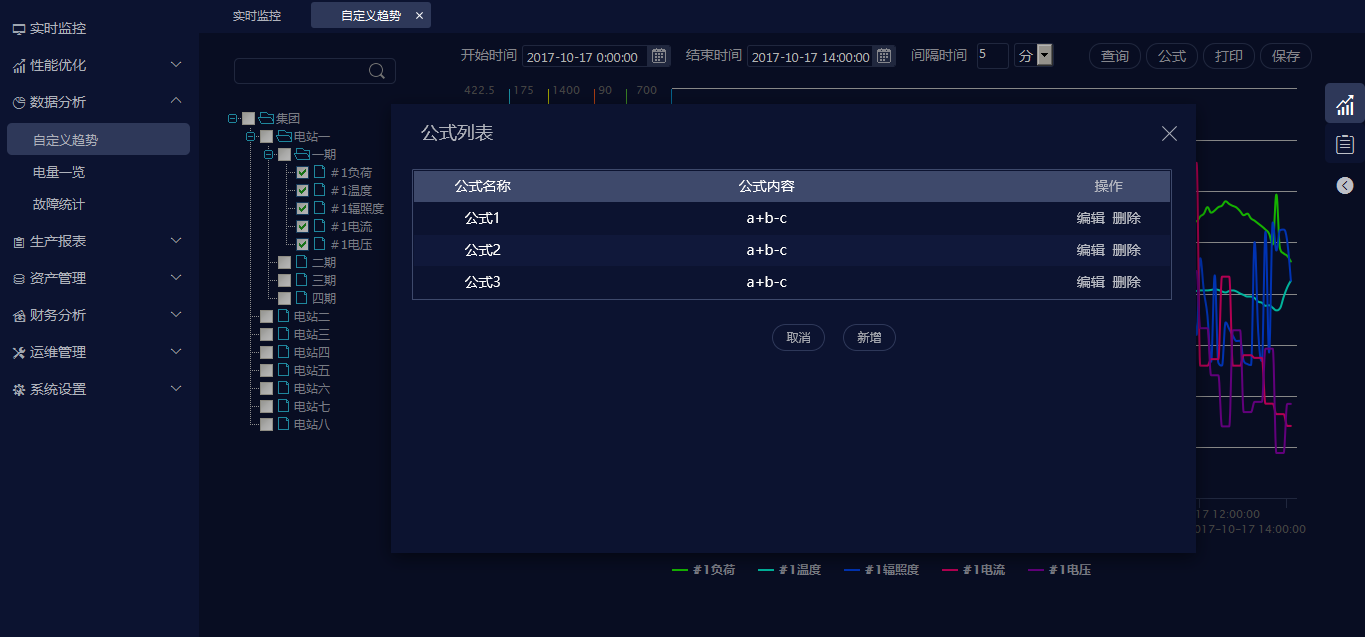 实时监控
性能优化
数据分析
自定义趋势
电量一览
故障统计
生产报表
资产管理
财务分析
运维管理
系统设置
实时监控
自定义趋势 ×
开始时间 2017-10-17 0:00:00 结束时间 2017-10-17 14:00:00 间隔时间 5 分
查询 公式 打印 保存
集团
电站一
一期
#1负荷
#1温度
#1辐照度
#1电流
#1电压
二期
三期
四期
电站二
电站三
电站四
电站五
电站六
电站七
电站八
422.5 175 1400 90 700
公式列表
公式名称 公式内容 操作
公式1 a+b-c 编辑 删除
公式2 a+b-c 编辑 删除
公式3 a+b-c 编辑 删除
取消 新增
17 12:00:00
017-10-17 14:00:00
#1负荷 #1温度 #1辐照度 #1电流 #1电压